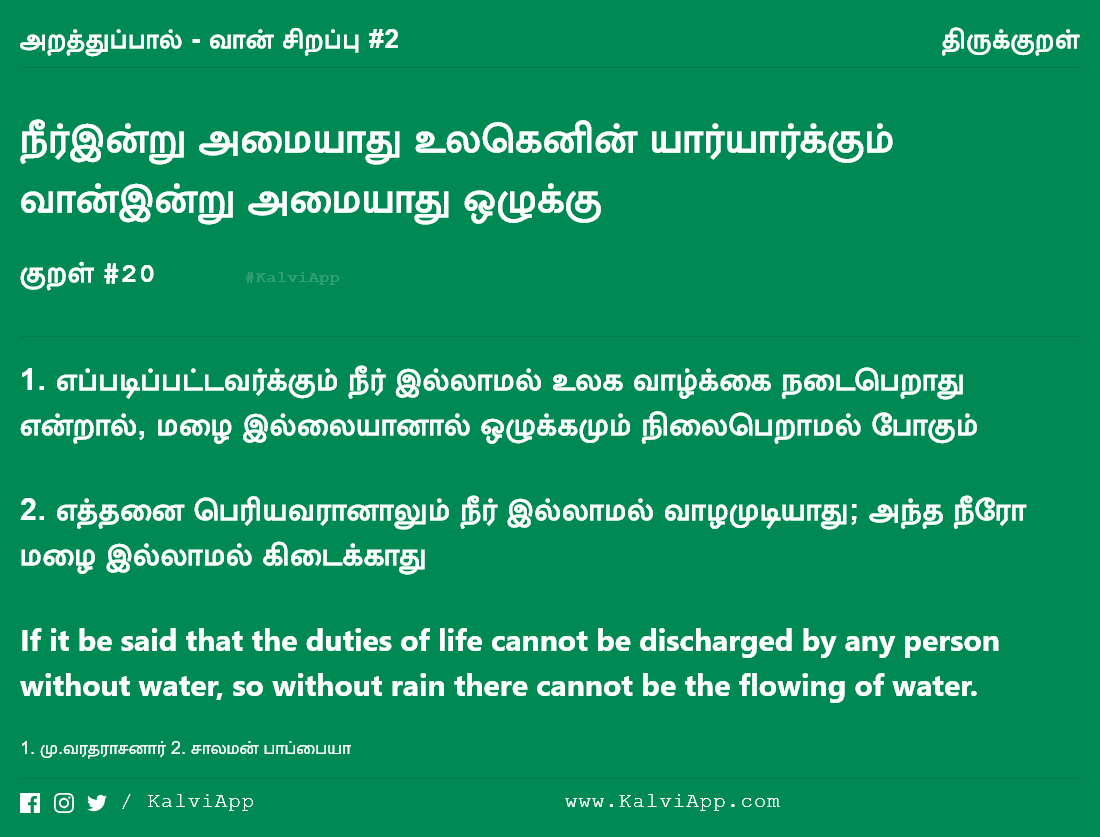 அறத்துப்பால் - வான் சிறப்பு #2 திருக்குறள்
நீர்இன்று அமையாது உலகெனின் யார்யார்க்கும்
வான்இன்று அமையாது ஒழுக்கு
குறள் #20 #KalviApp
1. எப்படிப்பட்டவர்க்கும் நீர் இல்லாமல் உலக வாழ்க்கை நடைபெறாது
என்றால், மழை இல்லையானால் ஒழுக்கமும் நிலைபெறாமல் போகும்
2. எத்தனை பெரியவரானாலும் நீர் இல்லாமல் வாழமுடியாது; அந்த நீரோ
மழை இல்லாமல் கிடைக்காது
If it be said that the duties of life cannot be discharged by any person
without water, so without rain there cannot be the flowing of water.
1. மு.வரதராசனார் 2. சாலமன் பாப்பையா
/ KalviApp www.KalviApp.com